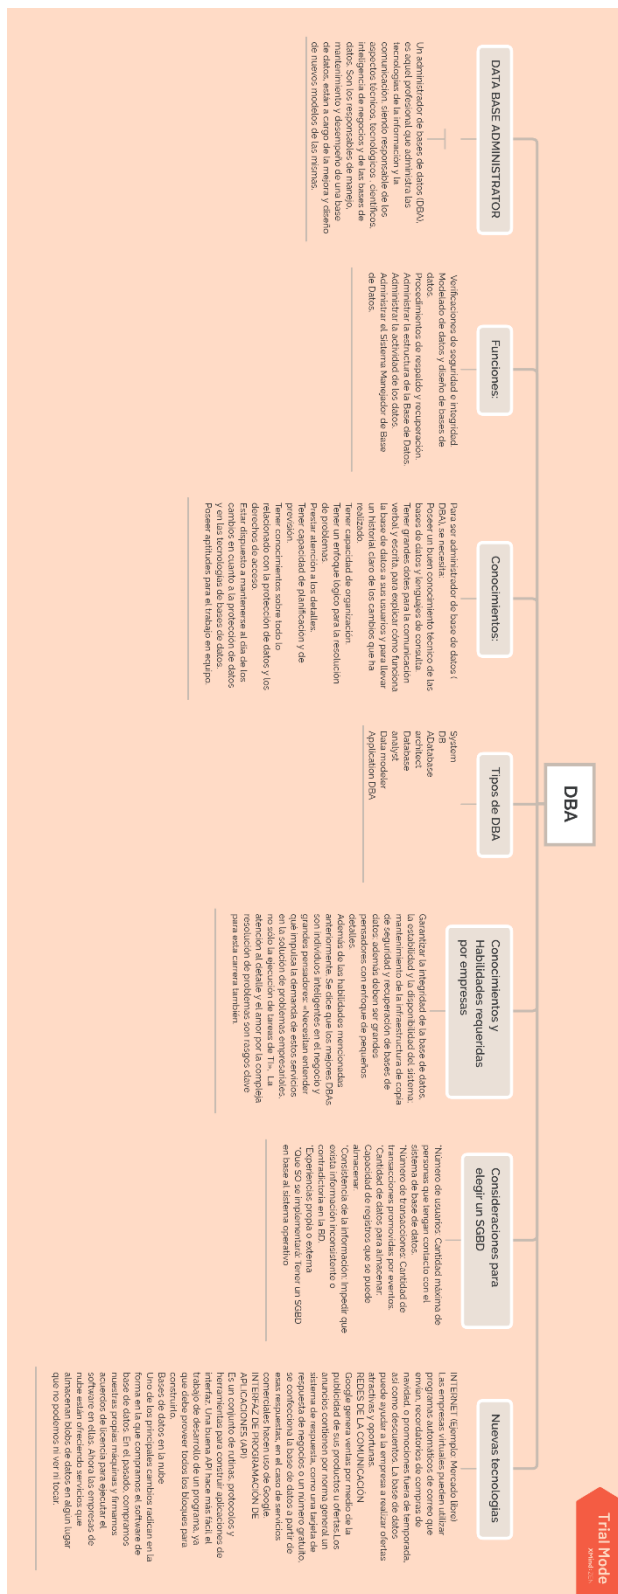 DBA
DATA BASE ADMINISTRATOR
Un administrador de bases de datos (DBA),
es aquel profesional que administra las
tecnologías de la información y la
comunicación, siendo responsable de los
aspectos técnicos, tecnológicos , científicos,
inteligencia de negocios y de las bases de
datos. Son los responsables de manejo,
mantenimiento y desempeño de una base
de datos, están a cargo de la mejora y diseño
de nuevos modelos de las mismas.
Funciones:
Verificaciones de seguridad e integridad.
Modelado de datos y diseño de bases de
datos.
Procedimientos de respeldo y recuperación.
Administrar la estructura de la Base de Datos.
Administrar la actividad de los datos.
Administrar el Sistema Manejador de Base
de Datos.
Conocimientos:
Para ser administrador de base de datos (
DBA), se necesita:
Poseer un buen conocimiento técnico de las
bases de datos y lenguajes de consulta.
Tener grandes dotes para la comunicación
verbal y escrita, para explicar cómo funciona
la base de datos a sus usuarios y para llevar
un historial claro de los cambios que ha
realizado.
Tener capacidad de organización.
Tener un enfoque lógico para la resolución
de problemas.
Prestar atención a los detalles.
Tener capacidad de planificación y de
previsión.
Tener conocimientos sobre todo lo
relacionado con la protección de datos y los
derechos de acceso.
Estar dispuesto a mantenerse al día de los
cambios en cuanto a la protección de datos
y en las tecnologías de bases de datos.
Poseer aptitudes para el trabajo en equipo.
Tipos de DBA
System
DB
ADatabase
architect
Database
analyst
Data modeler
Application DBA
Conocimientos y
Habilidades requeridas
por empresas
Garantizar la integridad de la base de datos,
la estabilidad y la disponibilidad del sistema;
mantenimiento de la infraestructura de copia
de seguridad y recuperación de bases de
datos; además deben ser grandes
pensadores con enfoque de pequeños
detalles.
Además de las habilidades mencionadas
anteriormente. Se dice que los mejores DBAs
son individuos inteligentes en el negocio y
grandes pensadores: «Necesitan entender
qué impulsa la demanda de estos servicios
en la solución de problemas empresariales,
no sólo la ejecución de tareas de TI». La
atención al detalle y el amor por la compleja
resolución de problemas son rasgos clave
para esta carrera también.
Consideraciones para
elegir un SGBD
*Número de usuarios: Cantidad máxima de
personas que tengan contacto con el
sistema de base de datos.
*Número de transacciones: Cantidad de
transacciones promovidas por eventos.
*Cantidad de datos para almacenar:
Capacidad de registros que se puede
almacenar.
*Consistencia de la información: Impedir que
exista información inconsistente o
contradictoria en la BD.
*Experiencias propia o externa
*Que SO se implementará: Tener un SGBD
en base al sistema operativo
Nuevas tecnologias
INTERNET (Ejemplo: Mercado libre)
Las empresas virtuales pueden utilizar
programas automáticos de correo que
envían, recordatorios de compras de
navidad, o promociones fuera de temporada,
así como descuentos. La base de datos
puede ayudar a la empresa a realizar ofertas
atractivas y oportunas.
REDES DE LA COMUNICACIÓN
Google genera ventas por medio de la
publicidad de sus productos u ofertas. Los
anuncios contienen por norma general, un
sistema de respuesta, como una tarjeta de
respuesta de negocios o un número gratuito,
se confecciona la base de datos a partir de
esas respuestas, en el caso de servicios
comerciales hacen uso de Google.
INTERFAZ DE PROGRAMACIÓN DE
APLICACIONES (API)
Es un conjunto de rutinas, protocolos y
herramientas para construir aplicaciones de
interfaz. Una buena API hace más fácil el
trabajo de desarrollo de un programa, ya
que debe proveer todos los bloques para
construirlo.
Bases de datos en la nube
Uno de los principales cambios radican en la
forma en la que compramos el software de
base de datos. En el pasado, compramos
nuestras propias máquinas y firmamos
acuerdos de licencia para ejecutar el
software en ellas. Ahora las empresas de
nube están ofreciendo servicios que
almacenan blobs de datos en algún lugar
que no podemos ni ver ni tocar.
Trial Mode